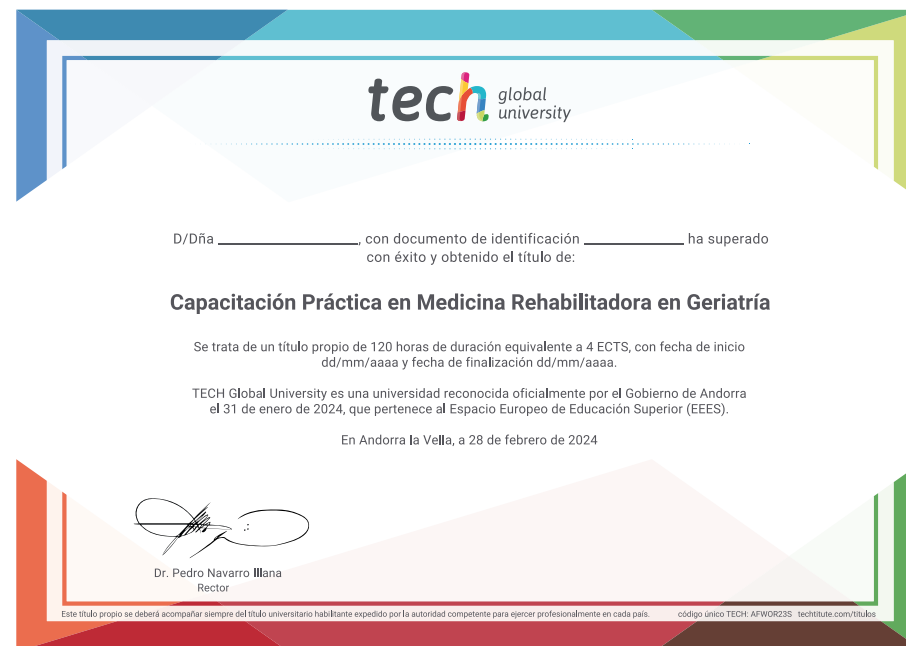 tech global university
D/Dña ______________, con documento de identificación __________ ha superado
con éxito y obtenido el título de:
Capacitación Práctica en Medicina Rehabilitadora en Geriatría
Se trata de un título propio de 120 horas de duración equivalente a 4 ECTS, con fecha de inicio
dd/mm/aaaa y fecha de finalización dd/mm/aaaa.
TECH Global University es una universidad reconocida oficialmente por el Gobierno de Andorra
el 31 de enero de 2024, que pertenece al Espacio Europeo de Educación Superior (EEES).
En Andorra la Vella, a 28 de febrero de 2024
Dr. Pedro Navarro Illana
Rector
Este título propio se deberá acompañar siempre del título universitario habilitante expedido por la autoridad competente para ejercer profesionalmente en cada país. código único TECH: AFWOR23S techtitute.com/titulos